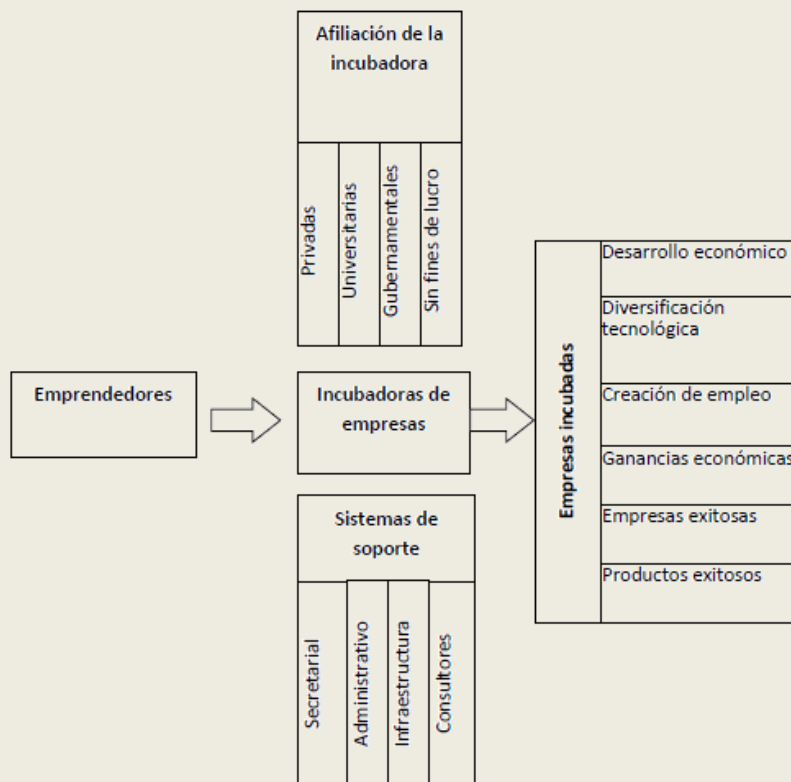 Afiliación de la
incubadora
Privadas
Universitarias
Gubernamentales
Sin fines de lucro
Emprendedores
Incubadoras de
empresas
Sistemas de
soporte
Secretarial
Administrativo
Infraestructura
Consultores
Empresas incubadas
Desarrollo económico
Diversificación
tecnológica
Creación de empleo
Ganancias económicas
Empresas exitosas
Productos exitosos